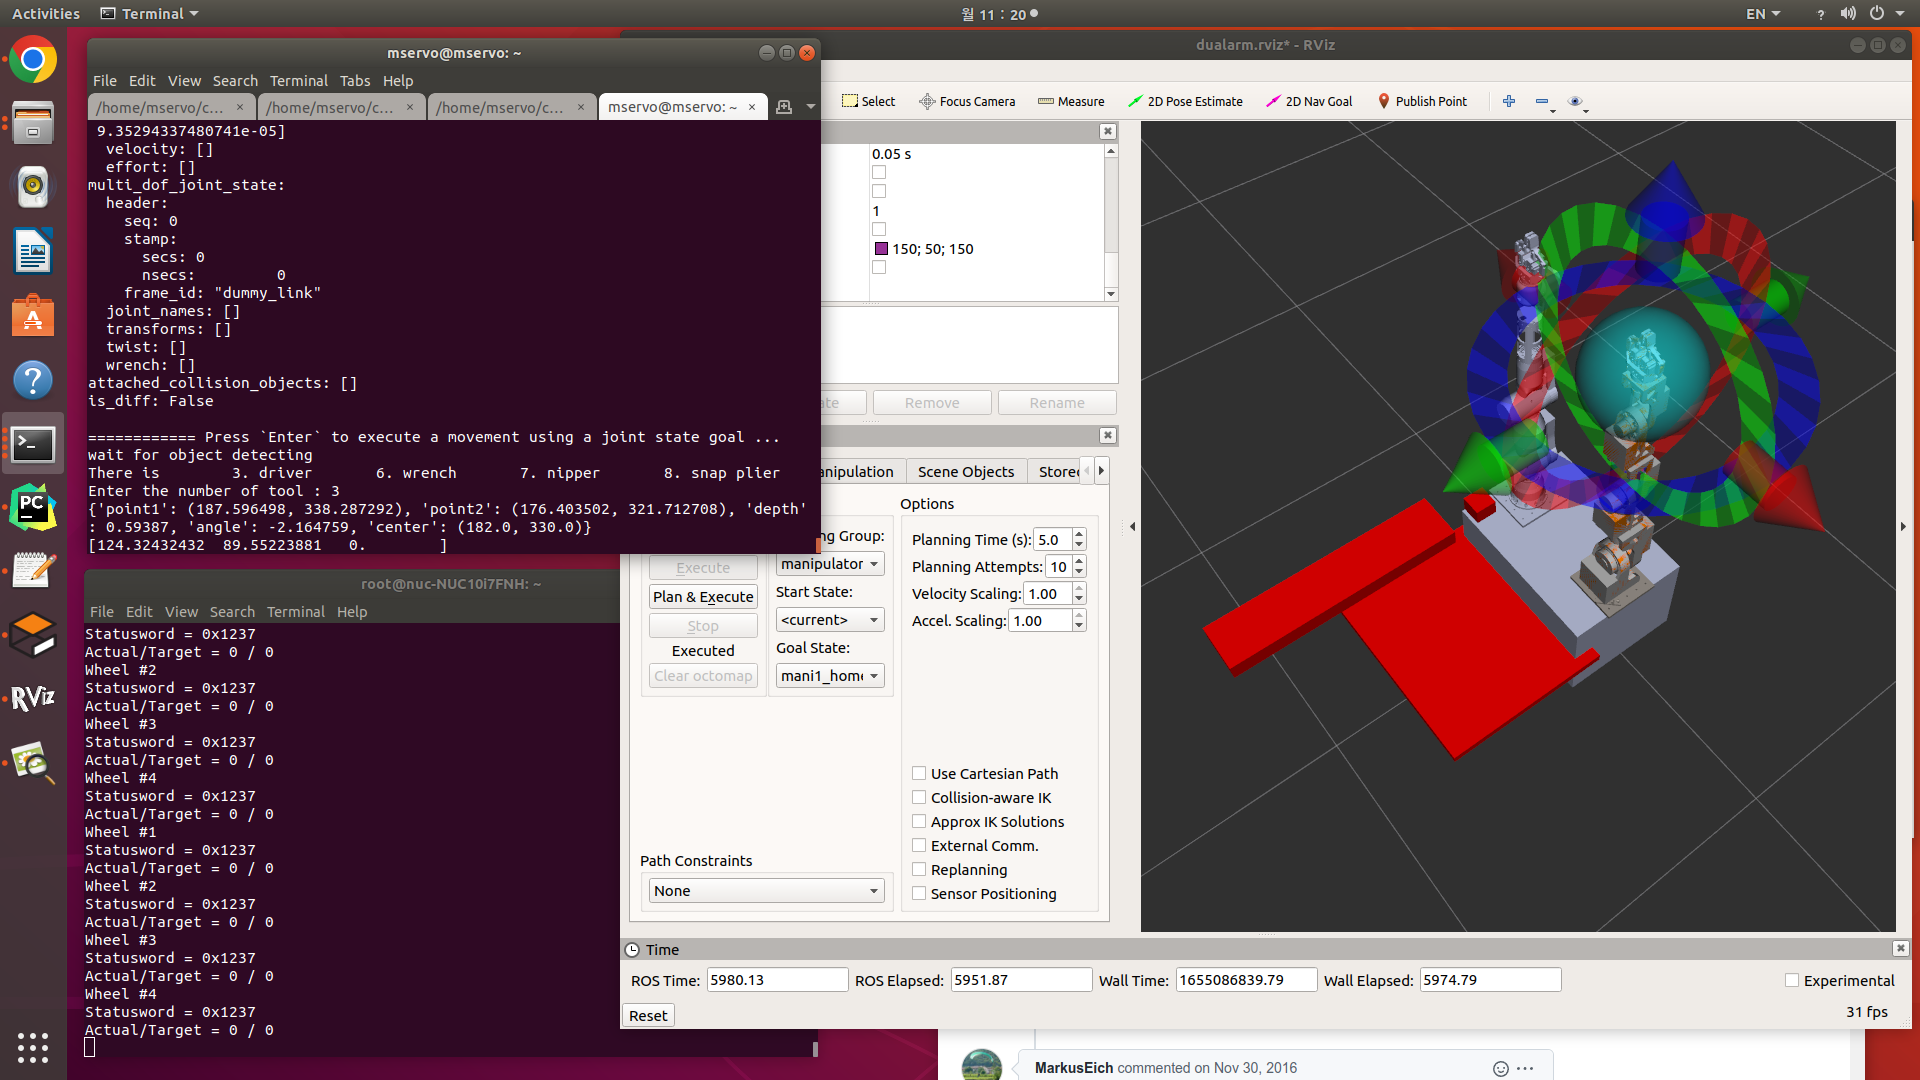 Activities
Terminal
월 11 : 20
EN
?
mservo@mservo: ~
File Edit View Search Terminal Tabs Help
/home/mservo/c... ×
/home/mservo/c... ×
/home/mservo/c... ×
mservo@mservo: ~ ×
9.35294337480741e-05]
velocity: []
effort: []
multi_dof_joint_state:
header:
seq: 0
stamp:
secs: 0
nsecs:         0
frame_id: "dummy_link"
joint_names: []
transforms: []
twist: []
wrench: []
attached_collision_objects: []
is_diff: False
============ Press `Enter` to execute a movement using a joint state goal ...
wait for object detecting
There is        3. driver       6. wrench       7. nipper       8. snap plier
Enter the number of tool : 3
{'point1': (187.596498, 338.287292), 'point2': (176.403502, 321.712708), 'depth'
: 0.59387, 'angle': -2.164759, 'center': (182.0, 330.0)}
[124.32432432  89.55223881   0.        ]
root@nuc-NUC10i7FNH: ~
File Edit View Search Terminal Help
Statusword = 0x1237
Actual/Target = 0 / 0
Wheel #2
Statusword = 0x1237
Actual/Target = 0 / 0
Wheel #3
Statusword = 0x1237
Actual/Target = 0 / 0
Wheel #4
Statusword = 0x1237
Actual/Target = 0 / 0
Wheel #1
Statusword = 0x1237
Actual/Target = 0 / 0
Wheel #2
Statusword = 0x1237
Actual/Target = 0 / 0
Wheel #3
Statusword = 0x1237
Actual/Target = 0 / 0
Wheel #4
Statusword = 0x1237
Actual/Target = 0 / 0
PC
RViz
dualarm.rviz* - RViz
Select
Focus Camera
Measure
2D Pose Estimate
2D Nav Goal
Publish Point
0.05 s
1
150; 50; 150
Remove
Rename
Scene Objects
Planning Time (s): 5.0
Options
Execute
Plan & Execute
Stop
Executed
Clear octomap
Group:
manipulator
Start State:
<current>
Goal State:
mani1_home
Planning Attempts: 10
Velocity Scaling: 1.00
Accel. Scaling: 1.00
Use Cartesian Path
Collision-aware IK
Approx IK Solutions
External Comm.
Replanning
Sensor Positioning
Path Constraints
None
Time
ROS Time: 5980.13
ROS Elapsed: 5951.87
Wall Time: 1655086839.79
Wall Elapsed: 5974.79
Experimental
Reset
31 fps
MarkusEich commented on Nov 30, 2016